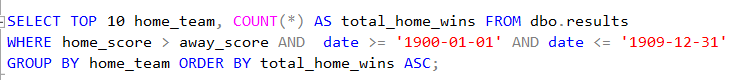 SELECT TOP 10 home_team, COUNT(*) AS total_home_wins FROM dbo.results
WHERE home_score > away_score AND  date >= '1900-01-01' AND date <= '1909-12-31'
GROUP BY home_team ORDER BY total_home_wins ASC;